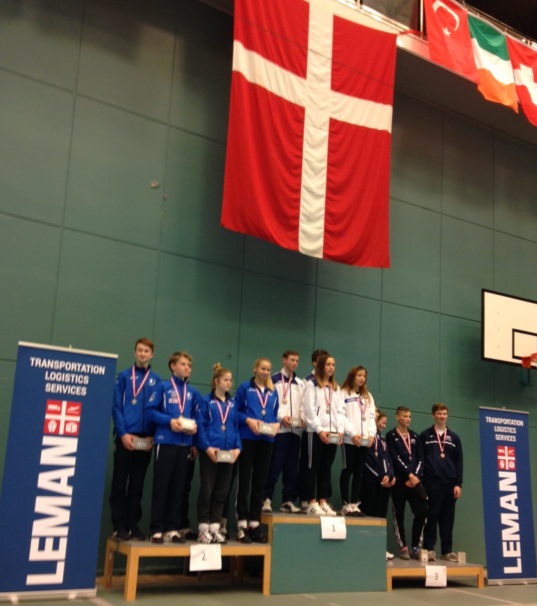 TRANSPORTATION
LOGISTICS
SERVICES
LEMAN
2
1
3
TRANSPORTATION
LOGISTICS
SERVICES
LEMAN